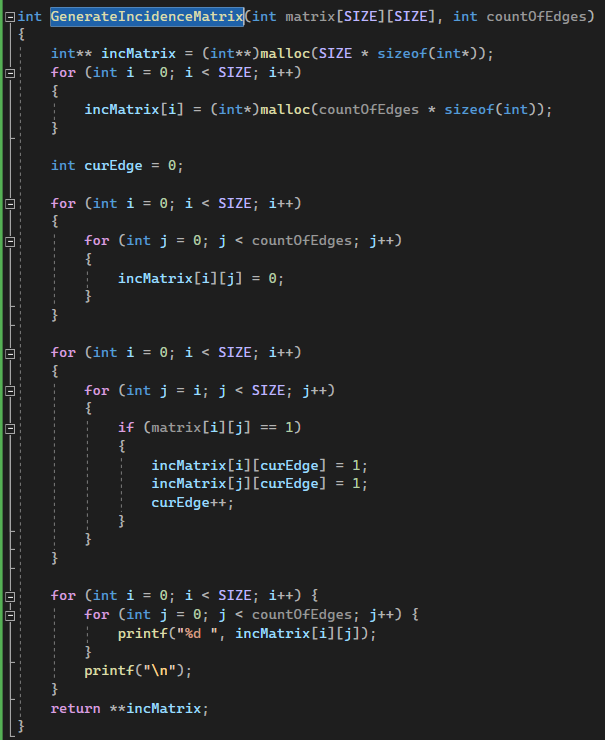 int GenerateIncidenceMatrix(int matrix[SIZE][SIZE], int countOfEdges)
{
    int** incMatrix = (int**)malloc(SIZE * sizeof(int*));
    for (int i = 0; i < SIZE; i++)
    {
        incMatrix[i] = (int*)malloc(countOfEdges * sizeof(int));
    }

    int curEdge = 0;

    for (int i = 0; i < SIZE; i++)
    {
        for (int j = 0; j < countOfEdges; j++)
        {
            incMatrix[i][j] = 0;
        }
    }

    for (int i = 0; i < SIZE; i++)
    {
        for (int j = i; j < SIZE; j++)
        {
            if (matrix[i][j] == 1)
            {
                incMatrix[i][curEdge] = 1;
                incMatrix[j][curEdge] = 1;
                curEdge++;
            }
        }
    }

    for (int i = 0; i < SIZE; i++) {
        for (int j = 0; j < countOfEdges; j++) {
            printf("%d ", incMatrix[i][j]);
        }
        printf("\n");
    }
    return **incMatrix;
}